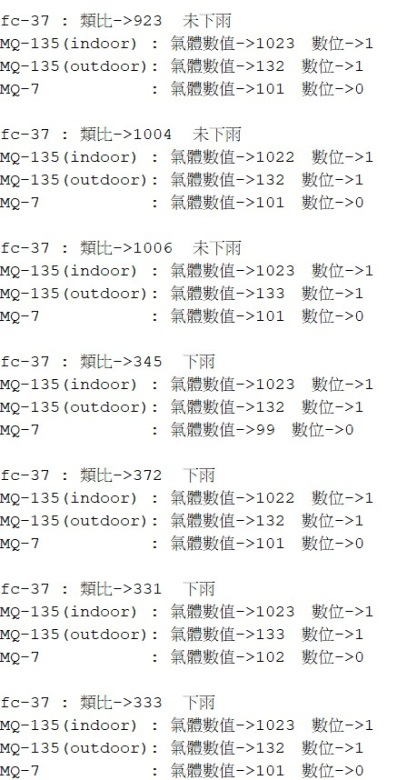 fc-37 : 類比->923  未下雨
MQ-135(indoor) : 氣體數值->1023  數位->1
MQ-135(outdoor): 氣體數值->132  數位->1
MQ-7           : 氣體數值->101  數位->0
fc-37 : 類比->1004  未下雨
MQ-135(indoor) : 氣體數值->1022  數位->1
MQ-135(outdoor): 氣體數值->132  數位->1
MQ-7           : 氣體數值->101  數位->0
fc-37 : 類比->1006  未下雨
MQ-135(indoor) : 氣體數值->1023  數位->1
MQ-135(outdoor): 氣體數值->133  數位->1
MQ-7           : 氣體數值->101  數位->0
fc-37 : 類比->345  下雨
MQ-135(indoor) : 氣體數值->1023  數位->1
MQ-135(outdoor): 氣體數值->132  數位->1
MQ-7           : 氣體數值->99  數位->0
fc-37 : 類比->372  下雨
MQ-135(indoor) : 氣體數值->1022  數位->1
MQ-135(outdoor): 氣體數值->132  數位->1
MQ-7           : 氣體數值->101  數位->0
fc-37 : 類比->331  下雨
MQ-135(indoor) : 氣體數值->1023  數位->1
MQ-135(outdoor): 氣體數值->133  數位->1
MQ-7           : 氣體數值->102  數位->0
fc-37 : 類比->333  下雨
MQ-135(indoor) : 氣體數值->1023  數位->1
MQ-135(outdoor): 氣體數值->132  數位->1
MQ-7           : 氣體數值->101  數位->0